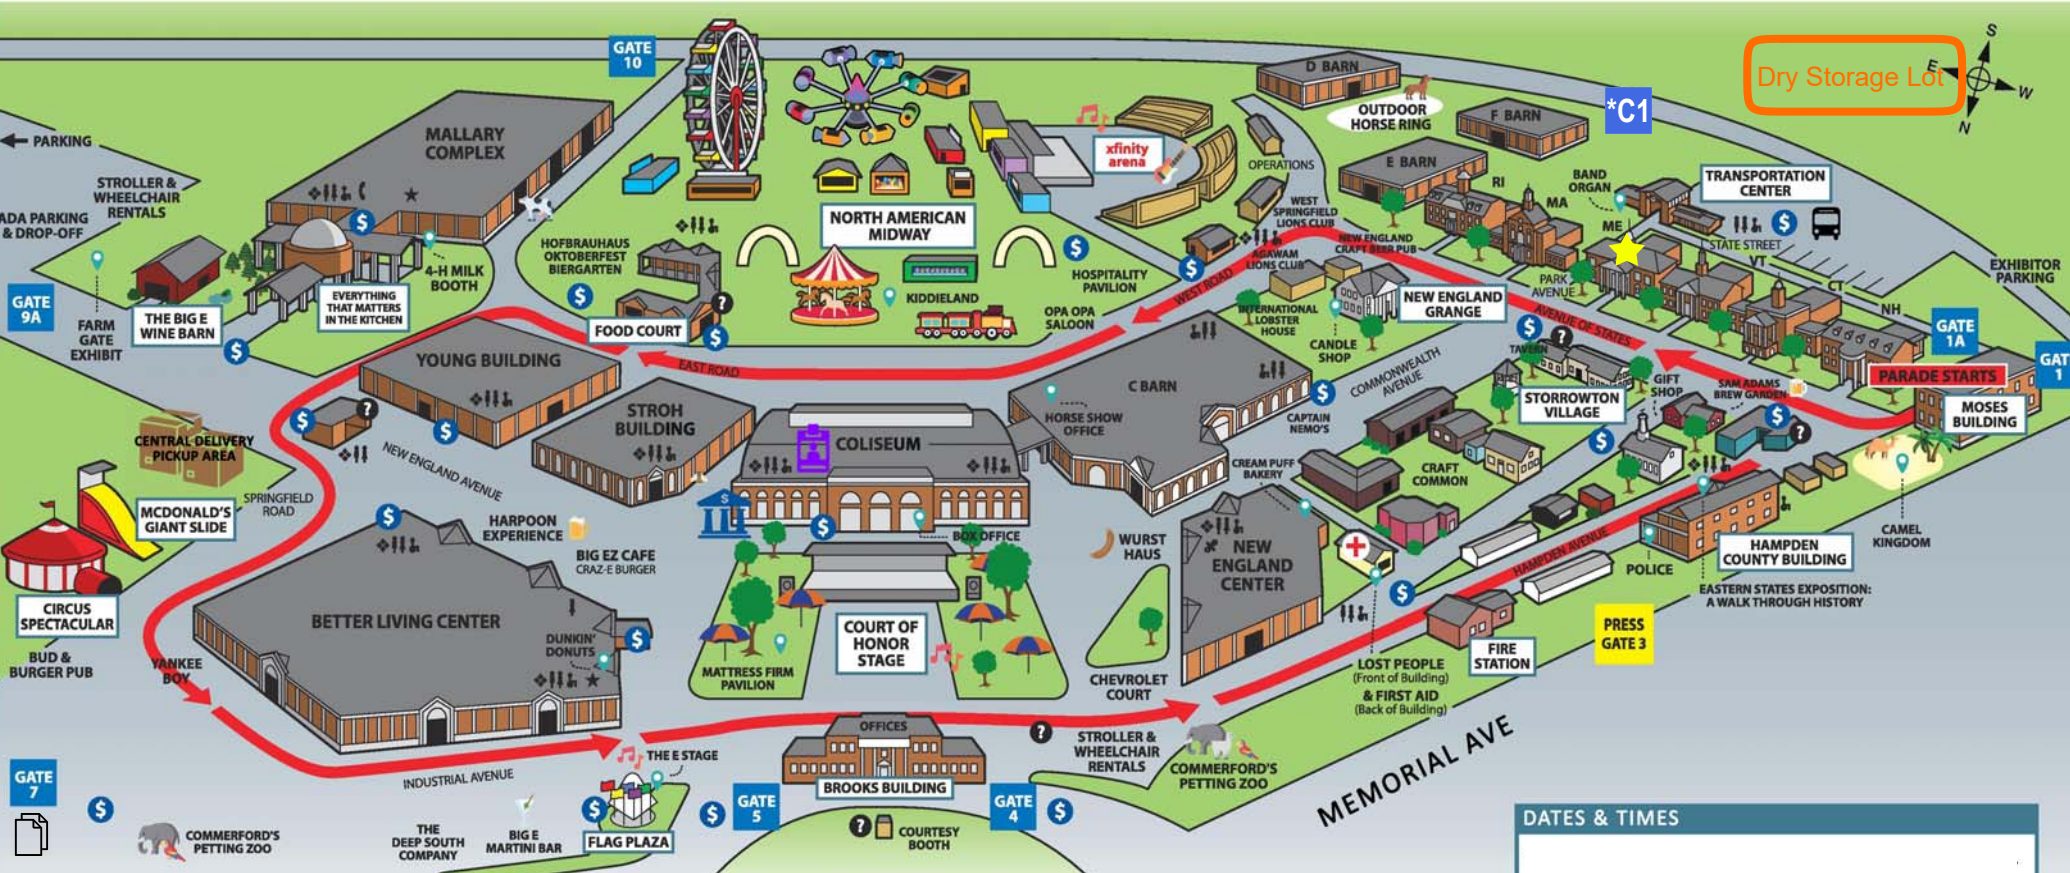 GATE
10
S
E
W
N
Dry Storage Lot
*C1
D BARN
OUTDOOR
HORSE RING
F BARN
E BARN
OPERATIONS
xfinity
arena
MALLARY
COMPLEX
PARKING
STROLLER &
WHEELCHAIR
RENTALS
ADA PARKING
& DROP-OFF
FARM
GATE
EXHIBIT
GATE
9A
THE BIG E
WINE BARN
EVERYTHING
THAT MATTERS
IN THE KITCHEN
4-H MILK
BOOTH
HOFBRAUHAUS
OKTOBERFEST
BIERGARTEN
FOOD COURT
NORTH AMERICAN
MIDWAY
KIDDIELAND
HOSPITALITY
PAVILION
OPA OPA
SALOON
WEST
SPRINGFIELD
LIONS CLUB
AGAWAM
LIONS CLUB
NEW ENGLAND
CRAFT BEER PUB
WEST ROAD
EAST ROAD
INTERNATIONAL
LOBSTER
HOUSE
CANDLE
SHOP
NEW ENGLAND
GRANGE
RI
MA
ME
VT
CT
NH
BAND
ORGAN
TRANSPORTATION
CENTER
STATE STREET
PARK
AVENUE
AVENUE OF STATES
EXHIBITOR
PARKING
GATE
1A
GAT
1
PARADE STARTS
MOSES
BUILDING
TAVERN
STORROWTON
VILLAGE
GIFT
SHOP
SAM ADAMS
BREW GARDEN
COMMONWEALTH
AVENUE
CAPTAIN
NEMO'S
CRAFT
COMMON
CREAM PUFF
BAKERY
CAMEL
KINGDOM
HAMPDEN
COUNTY BUILDING
EASTERN STATES EXPOSITION:
A WALK THROUGH HISTORY
POLICE
HAMPDEN AVENUE
PRESS
GATE 3
FIRE
STATION
LOST PEOPLE
(Front of Building)
& FIRST AID
(Back of Building)
NEW
ENGLAND
CENTER
WURST
HAUS
CHEVROLET
COURT
C BARN
HORSE SHOW
OFFICE
COLISEUM
BOX OFFICE
COURT OF
HONOR
STAGE
MATTRESS FIRM
PAVILION
YOUNG BUILDING
STROH
BUILDING
NEW ENGLAND AVENUE
CENTRAL DELIVERY
PICKUP AREA
SPRINGFIELD
ROAD
MCDONALD'S
GIANT SLIDE
CIRCUS
SPECTACULAR
BUD &
BURGER PUB
YANKEE
BOY
HARPOON
EXPERIENCE
BIG EZ CAFE
CRAZ-E BURGER
BETTER LIVING CENTER
DUNKIN'
DONUTS
INDUSTRIAL AVENUE
THE E STAGE
FLAG PLAZA
GATE
7
COMMERFORD'S
PETTING ZOO
THE
DEEP SOUTH
COMPANY
BIG E
MARTINI BAR
GATE
5
OFFICES
BROOKS BUILDING
COURTESY
BOOTH
GATE
4
STROLLER &
WHEELCHAIR
RENTALS
COMMERFORD'S
PETTING ZOO
MEMORIAL AVE
DATES & TIMES